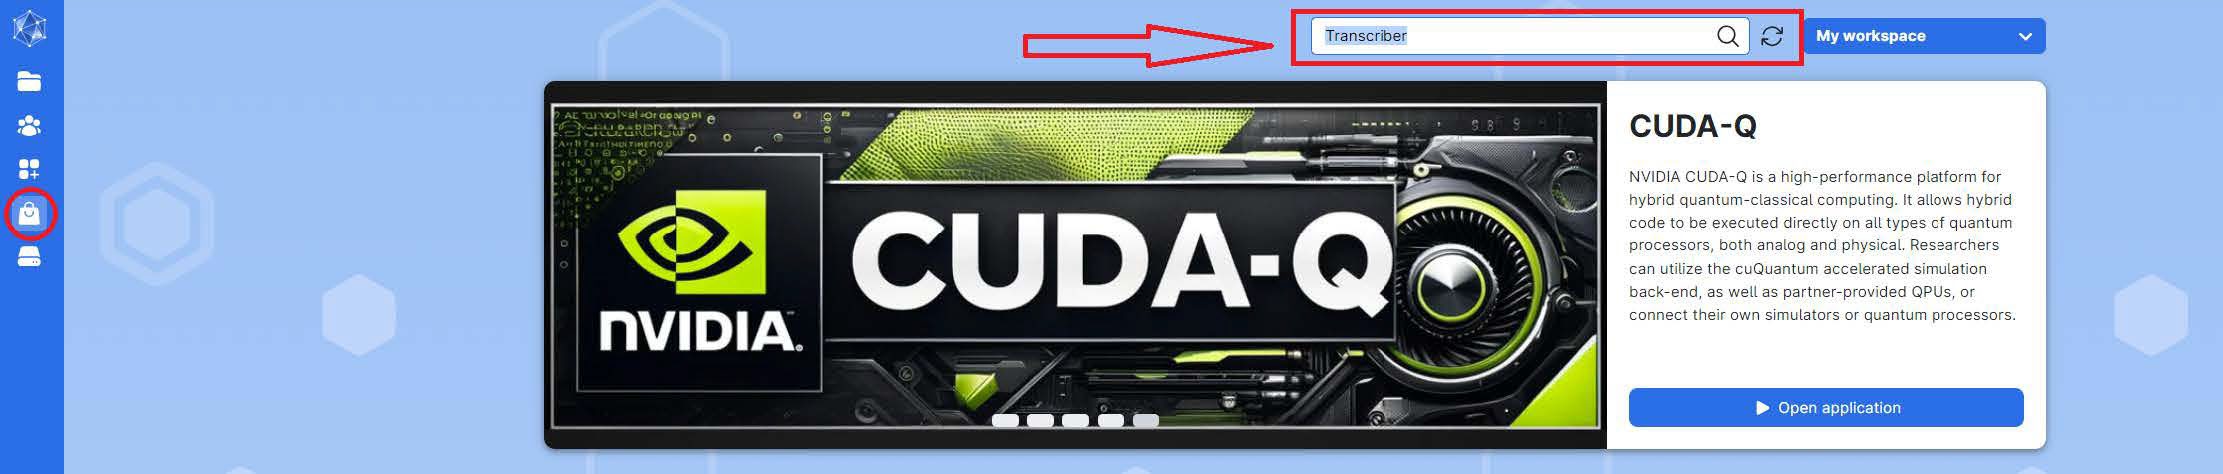 Transcriber
My workspace
NVIDIA
CUDA-Q
CUDA-Q
NVIDIA CUDA-Q is a high-performance platform for
hybrid quantum-classical computing. It allows hybrid
code to be executed directly on all types of quantum
processors, both analog and physical. Researchers
can utilize the cuQuantum accelerated simulation
back-end, as well as partner-provided QPUs, or
connect their own simulators or quantum processors.
Open application